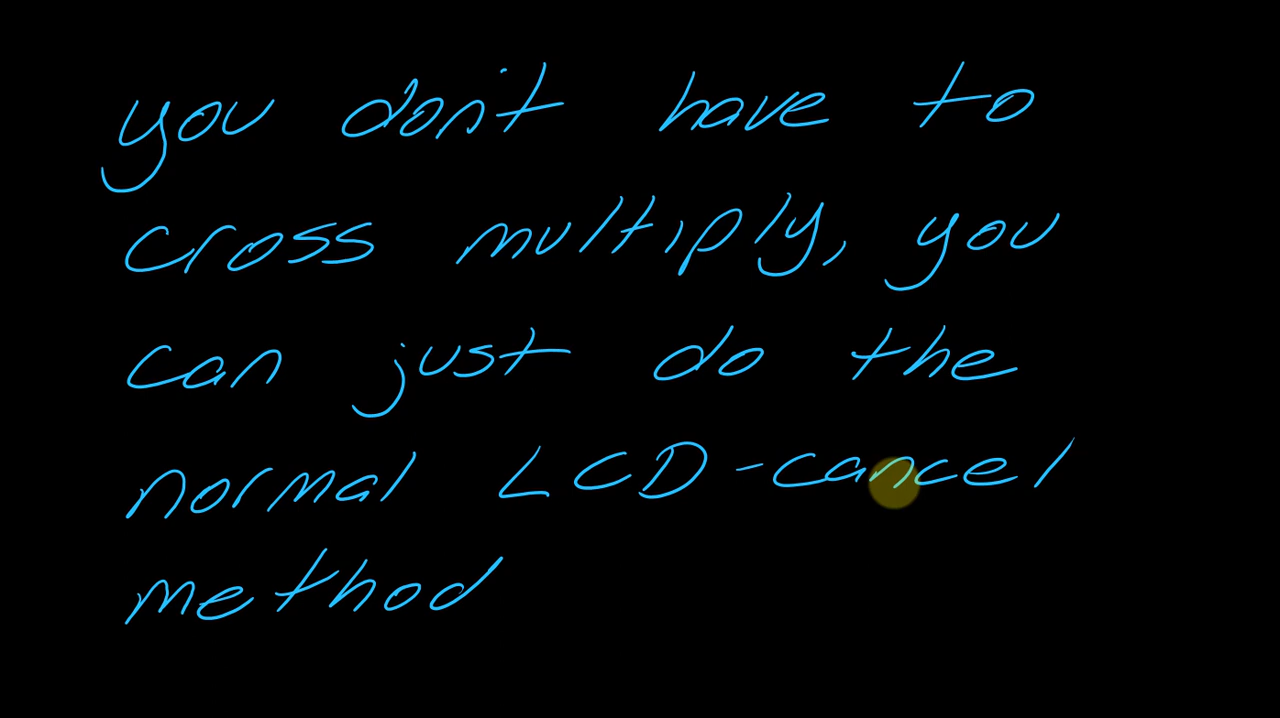 you don't have to
cross multiply, you
can just do the
normal LCD-cancel
method